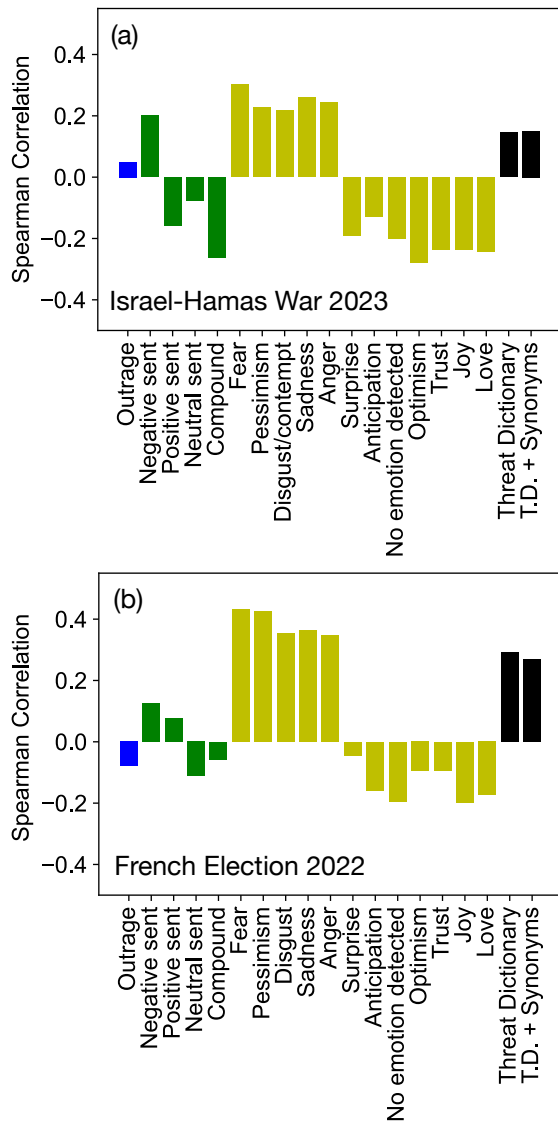 (a)
Spearman Correlation
0.4
0.2
0.0
−0.2
−0.4
Israel-Hamas War 2023
Outrage
Negative sent
Positive sent
Neutral sent
Compound
Fear
Pessimism
Disgust/contempt
Sadness
Anger
Surprise
Anticipation
No emotion detected
Optimism
Trust
Joy
Love
Threat Dictionary
T.D. + Synonyms
(b)
Spearman Correlation
0.4
0.2
0.0
−0.2
−0.4
French Election 2022
Outrage
Negative sent
Positive sent
Neutral sent
Compound
Fear
Pessimism
Disgust
Sadness
Anger
Surprise
Anticipation
No emotion detected
Optimism
Trust
Joy
Love
Threat Dictionary
T.D. + Synonyms